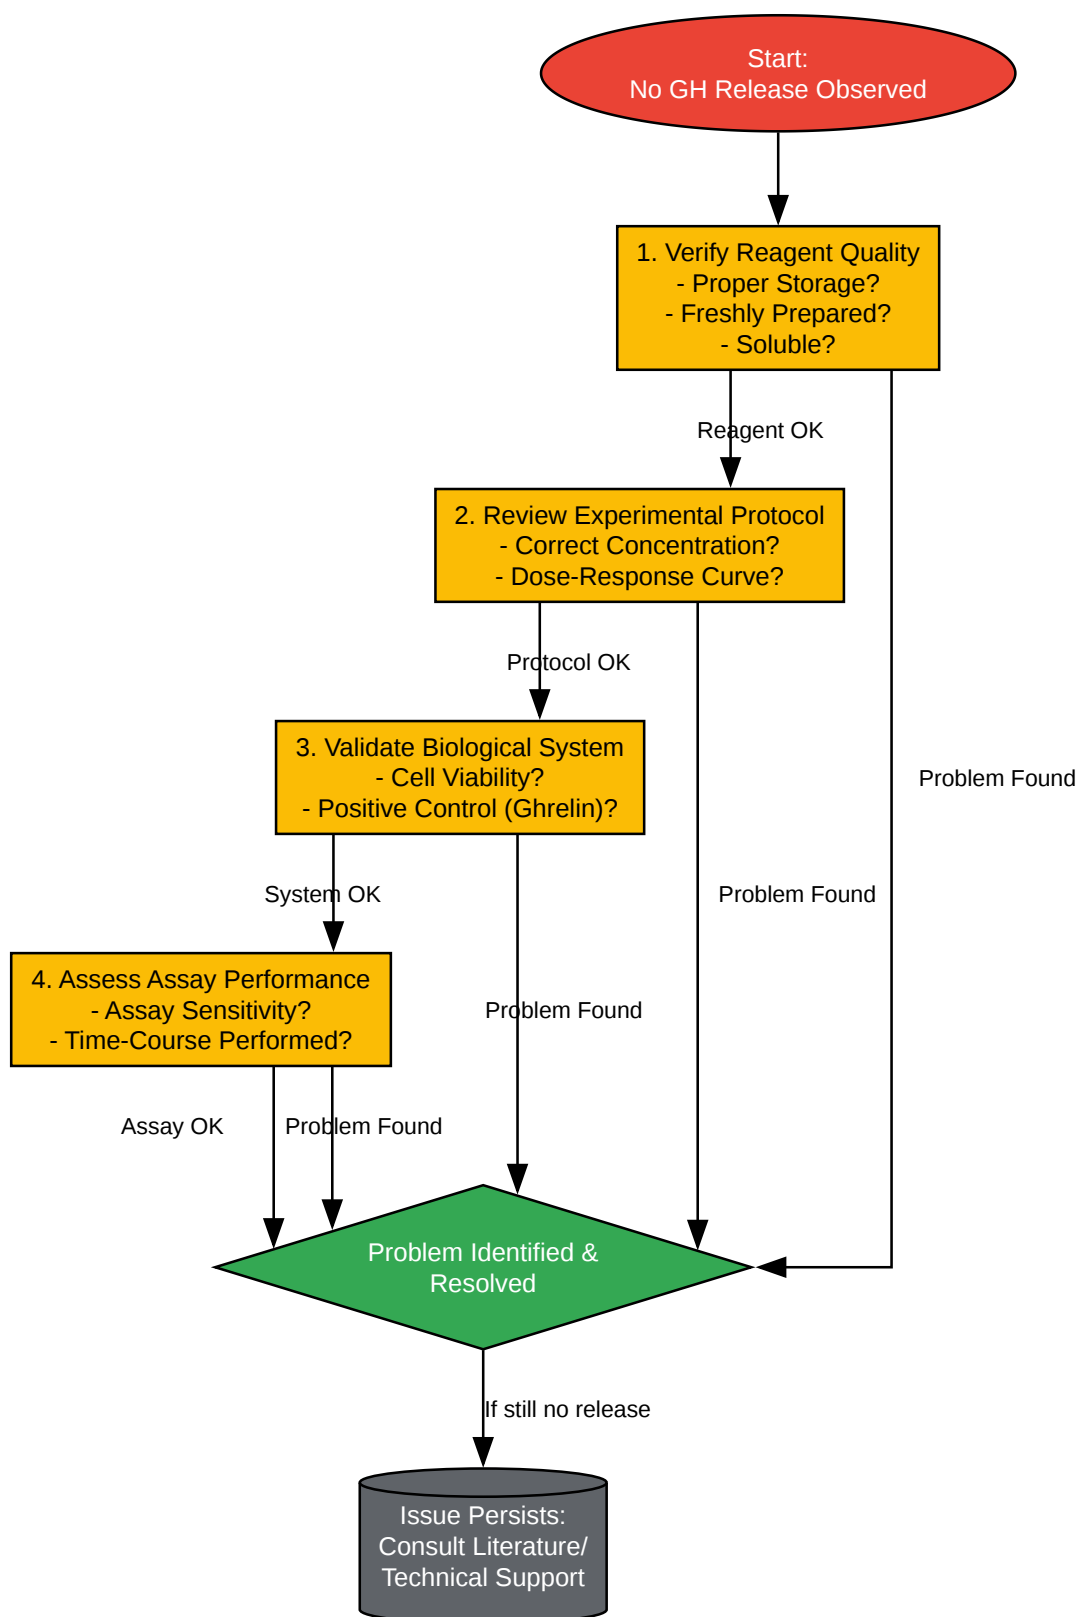 Start:
No GH Release Observed
1. Verify Reagent Quality
- Proper Storage?
- Freshly Prepared?
- Soluble?
Reagent OK
2. Review Experimental Protocol
- Correct Concentration?
- Dose-Response Curve?
Protocol OK
3. Validate Biological System
- Cell Viability?
- Positive Control (Ghrelin)?
Problem Found
System OK
Problem Found
4. Assess Assay Performance
- Assay Sensitivity?
- Time-Course Performed?
Problem Found
Assay OK
Problem Found
Problem Identified &
Resolved
If still no release
Issue Persists:
Consult Literature/
Technical Support